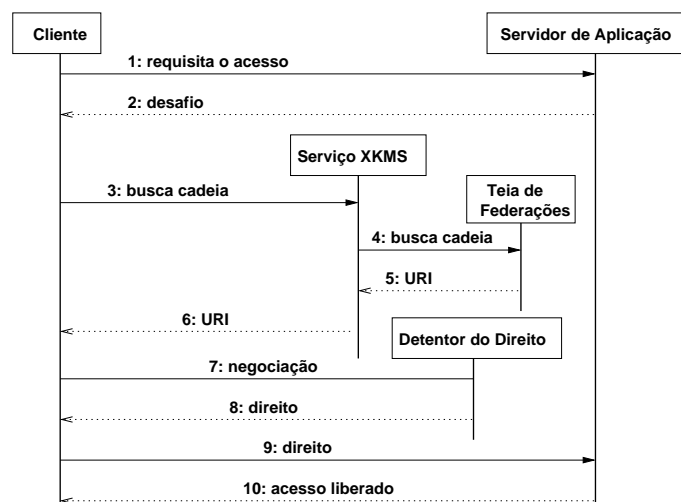 Cliente
Servidor de Aplicação
1: requisita o acesso
2: desafio
Serviço XKMS
3: busca cadeia
Teia de
Federações
4: busca cadeia
5: URI
6: URI
Detentor do Direito
7: negociação
8: direito
9: direito
10: acesso liberado